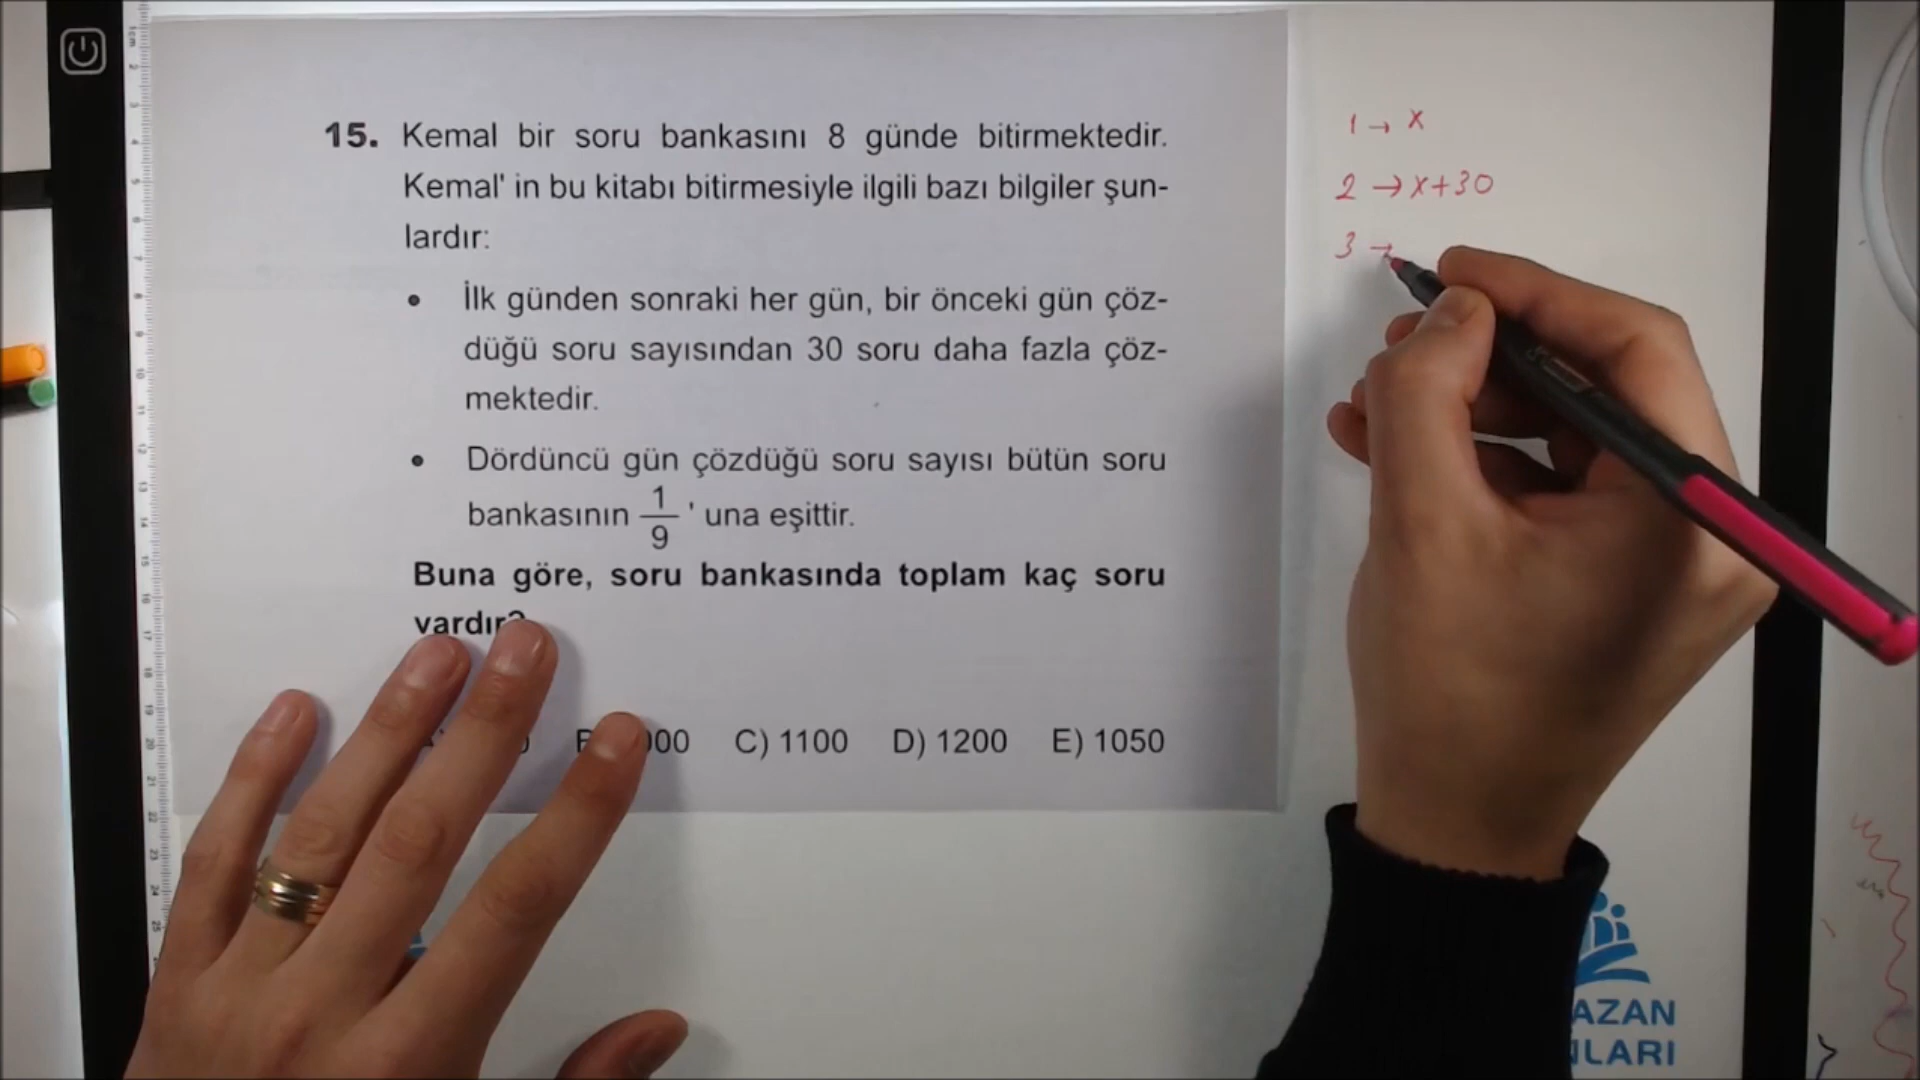 15. Kemal bir soru bankasını 8 günde bitirmektedir.
Kemal' in bu kitabı bitirmesiyle ilgili bazı bilgiler şun-
lardır:
• İlk günden sonraki her gün, bir önceki gün çöz-
düğü soru sayısından 30 soru daha fazla çöz-
mektedir.
• Dördüncü gün çözdüğü soru sayısı bütün soru
bankasının 1/9 ' una eşittir.
Buna göre, soru bankasında toplam kaç soru
vardır?
000 C) 1100 D) 1200 E) 1050
1 → x
2 → x+30
3 →
AZAN
NLARI